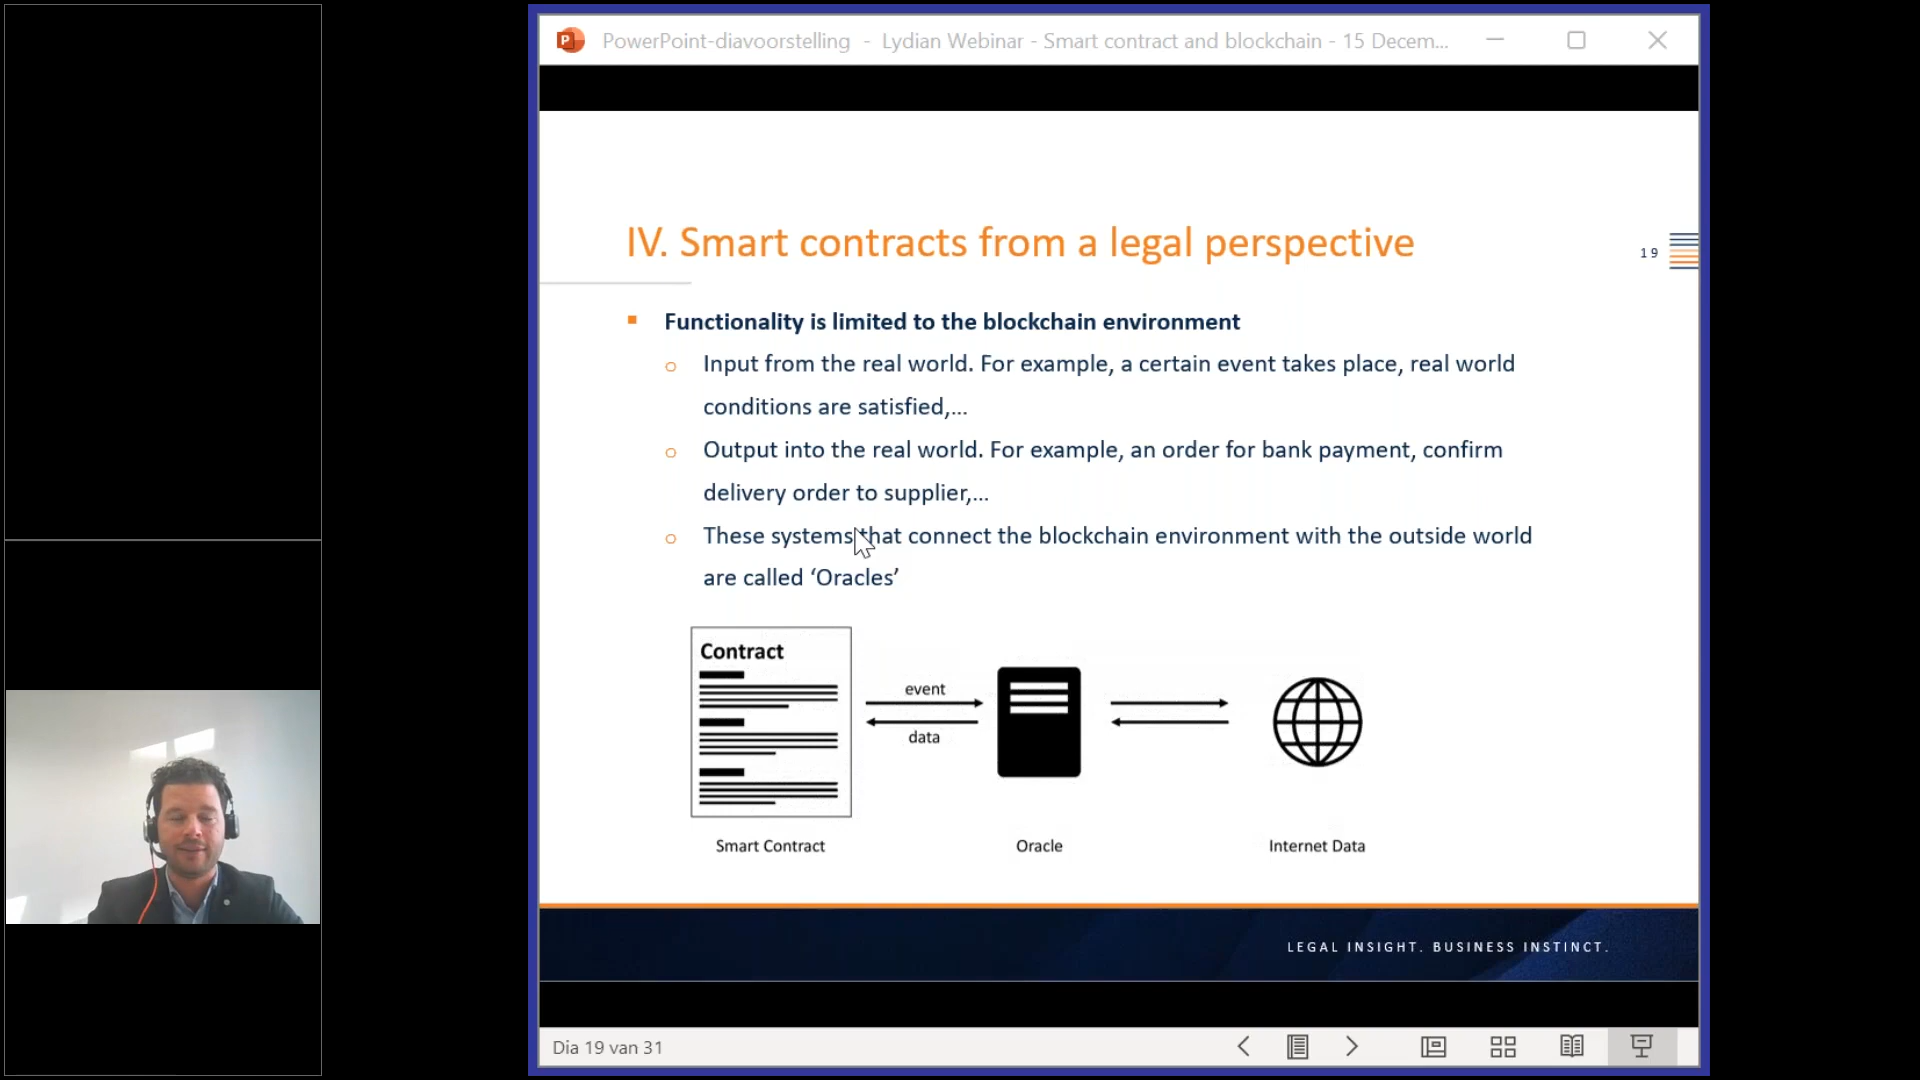 PowerPoint-diavoorstelling - Lydian Webinar - Smart contract and blockchain - 15 Decem...
IV. Smart contracts from a legal perspective
19
Functionality is limited to the blockchain environment
Input from the real world. For example, a certain event takes place, real world
conditions are satisfied,...
Output into the real world. For example, an order for bank payment, confirm
delivery order to supplier,...
These systems that connect the blockchain environment with the outside world
are called ‘Oracles’
Contract
event
data
Smart Contract
Oracle
Internet Data
LEGAL INSIGHT. BUSINESS INSTINCT.
Dia 19 van 31